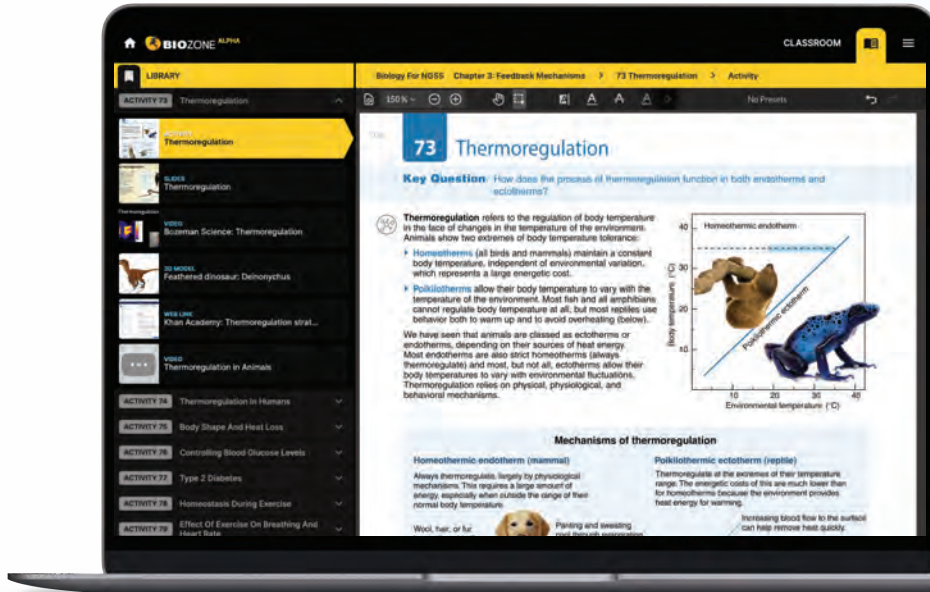 BIOZONE ALPHA
CLASSROOM
LIBRARY
Biology For NGSS Chapter 3: Feedback Mechanisms > 73 Thermoregulation > Activity
ACTIVITY 73 Thermoregulation
150%
No Presets
ACTIVITY
Thermoregulation
SLIDES
Thermoregulation
VIDEO
Bozeman Science: Thermoregulation
3D MODEL
Feathered dinosaur: Deinonychus
WEB LINK
Khan Academy: Thermoregulation strat...
VIDEO
Thermoregulation in Animals
ACTIVITY 74 Thermoregulation in Humans
ACTIVITY 75 Body Shape And Heat Loss
ACTIVITY 76 Controlling Blood Glucose Levels
ACTIVITY 77 Type 2 Diabetes
ACTIVITY 78 Homeostasis During Exercise
ACTIVITY 79 Effect Of Exercise On Breathing And
Heart Rate
73 Thermoregulation
Key Question: How does the process of thermoregulation function in both endotherms and
ectotherms?
Thermoregulation refers to the regulation of body temperature
in the face of changes in the temperature of the environment.
Animals show two extremes of body temperature tolerance:
Homeotherms (all birds and mammals) maintain a constant
body temperature, independent of environmental variation,
which represents a large energetic cost.
Poikilotherms allow their body temperature to vary with the
temperature of the environment. Most fish and all amphibians
cannot regulate body temperature at all, but most reptiles use
behavior both to warm up and to avoid overheating (below).
We have seen that animals are classed as ectotherms or
endotherms, depending on their sources of heat energy.
Most endotherms are also strict homeotherms (always
thermoregulate) and most, but not all, ectotherms allow their
body temperatures to vary with environmental fluctuations.
Thermoregulation relies on physical, physiological, and
behavioral mechanisms.
Homeothermic endotherm
Poikilothermic ectotherm
Body temperature (°C)
40
30
20
10
10 20 30 40
Environmental temperature (°C)
Mechanisms of thermoregulation
Homeothermic endotherm (mammal)
Always thermoregulate, largely by physiological
mechanisms. This requires a large amount of
energy, especially when outside the range of their
normal body temperature.
Wool, hair, or fur
Panting and sweating
cool through evaporation
Poikilothermic ectotherm (reptile)
Thermoregulate at the extremes of their temperature
range. The energetic costs of this are much lower than
for homeotherms because the environment provides
heat energy for warming.
Increasing blood flow to the surface
can help remove heat quickly.